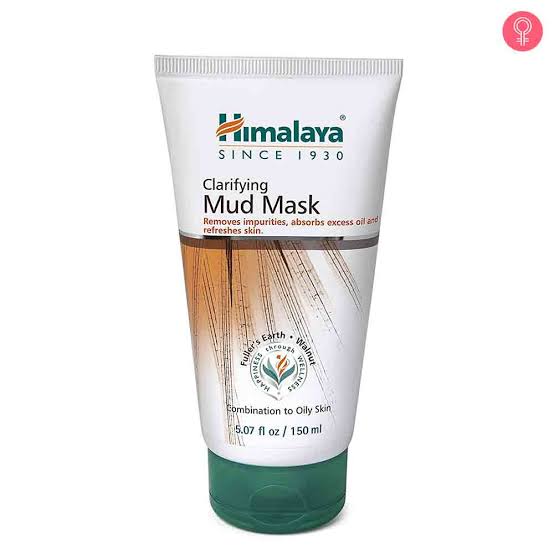 Himalaya®
SINCE 1930
Clarifying
Mud Mask
Removes impurities, absorbs excess oil and
refreshes skin.
Fuller's Earth • Walnut
HAPPINESS through WELLNESS
Combination to Oily Skin
5.07 fl oz / 150 ml